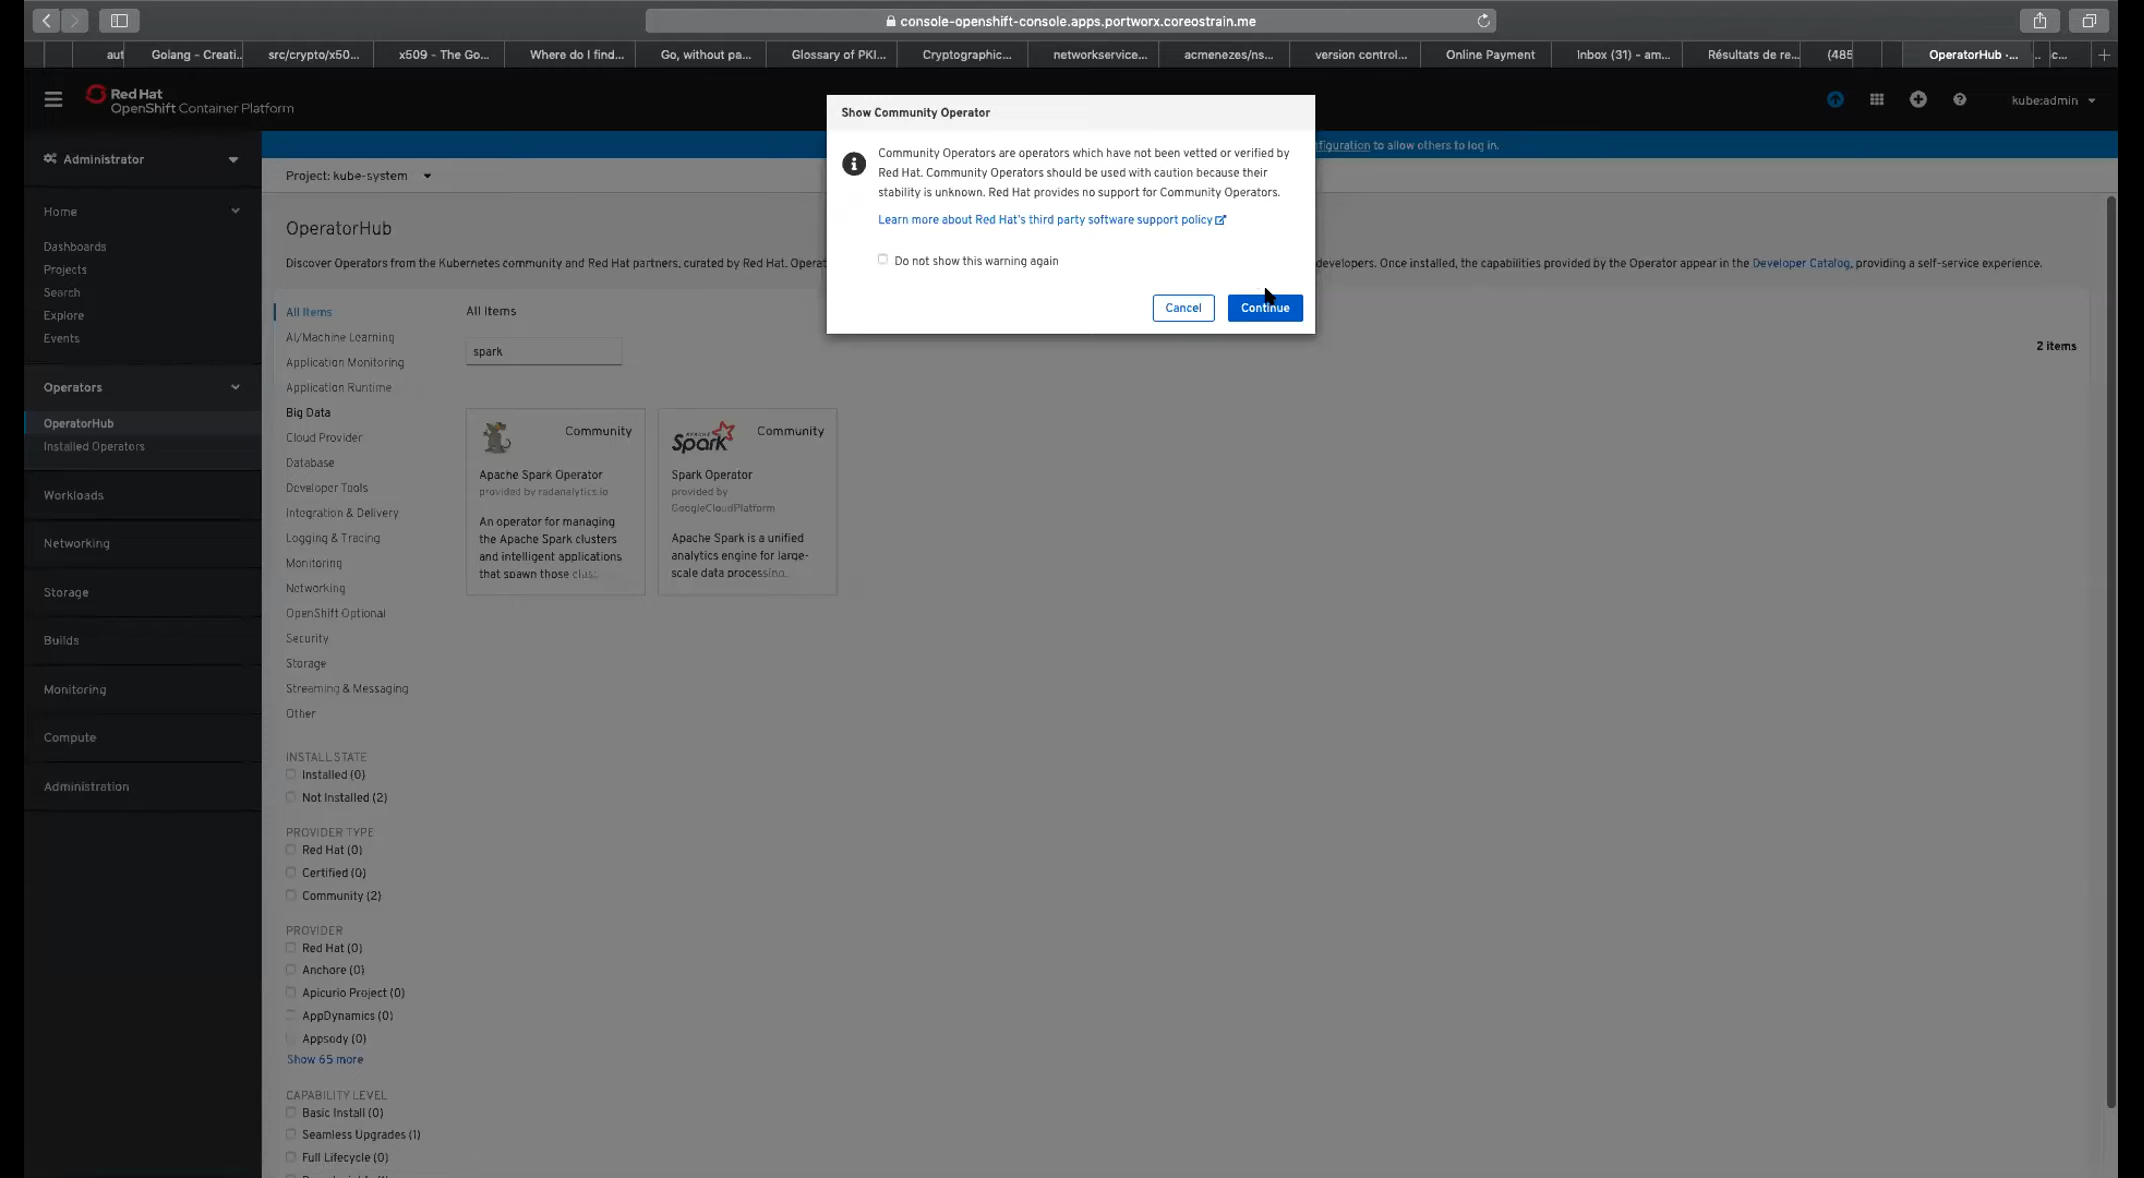 console-openshift-console.apps.portworx.coreostrain.me
aut
Golang - Creati...
src/crypto/x50...
x509 - The Go...
Where do I find...
Go, without pa...
Glossary of PKI...
Cryptographic...
networkservice...
acmenezes/ns...
version control...
Online Payment
Inbox (31) - am...
Résultats de re...
(485
OperatorHub ·...
c...
Red Hat
OpenShift Container Platform
kube:admin
Show Community Operator
Community Operators are operators which have not been vetted or verified by
Red Hat. Community Operators should be used with caution because their
stability is unknown. Red Hat provides no support for Community Operators.
Learn more about Red Hat's third party software support policy
Do not show this warning again
Cancel
Continue
figuration to allow others to log in.
Administrator
Home
Dashboards
Projects
Search
Explore
Events
Operators
OperatorHub
Installed Operators
Workloads
Networking
Storage
Builds
Monitoring
Compute
Administration
Project: kube-system
OperatorHub
Discover Operators from the Kubernetes community and Red Hat partners, curated by Red Hat. Operat developers. Once installed, the capabilities provided by the Operator appear in the Developer Catalog, providing a self-service experience.
All Items
AI/Machine Learning
Application Monitoring
Application Runtime
Big Data
Cloud Provider
Database
Developer Tools
Integration & Delivery
Logging & Tracing
Monitoring
Networking
OpenShift Optional
Security
Storage
Streaming & Messaging
Other
INSTALL STATE
Installed (0)
Not Installed (2)
PROVIDER TYPE
Red Hat (0)
Certified (0)
Community (2)
PROVIDER
Red Hat (0)
Anchore (0)
Apicurio Project (0)
AppDynamics (0)
Appsody (0)
Show 65 more
CAPABILITY LEVEL
Basic Install (0)
Seamless Upgrades (1)
Full Lifecycle (0)
All Items
spark
2 items
Community
Apache Spark Operator
provided by radanalytics.io
An operator for managing
the Apache Spark clusters
and intelligent applications
that spawn those clus
APACHE
Spark
Community
Spark Operator
provided by
GoogleCloudPlatform
Apache Spark is a unified
analytics engine for large-
scale data processing.